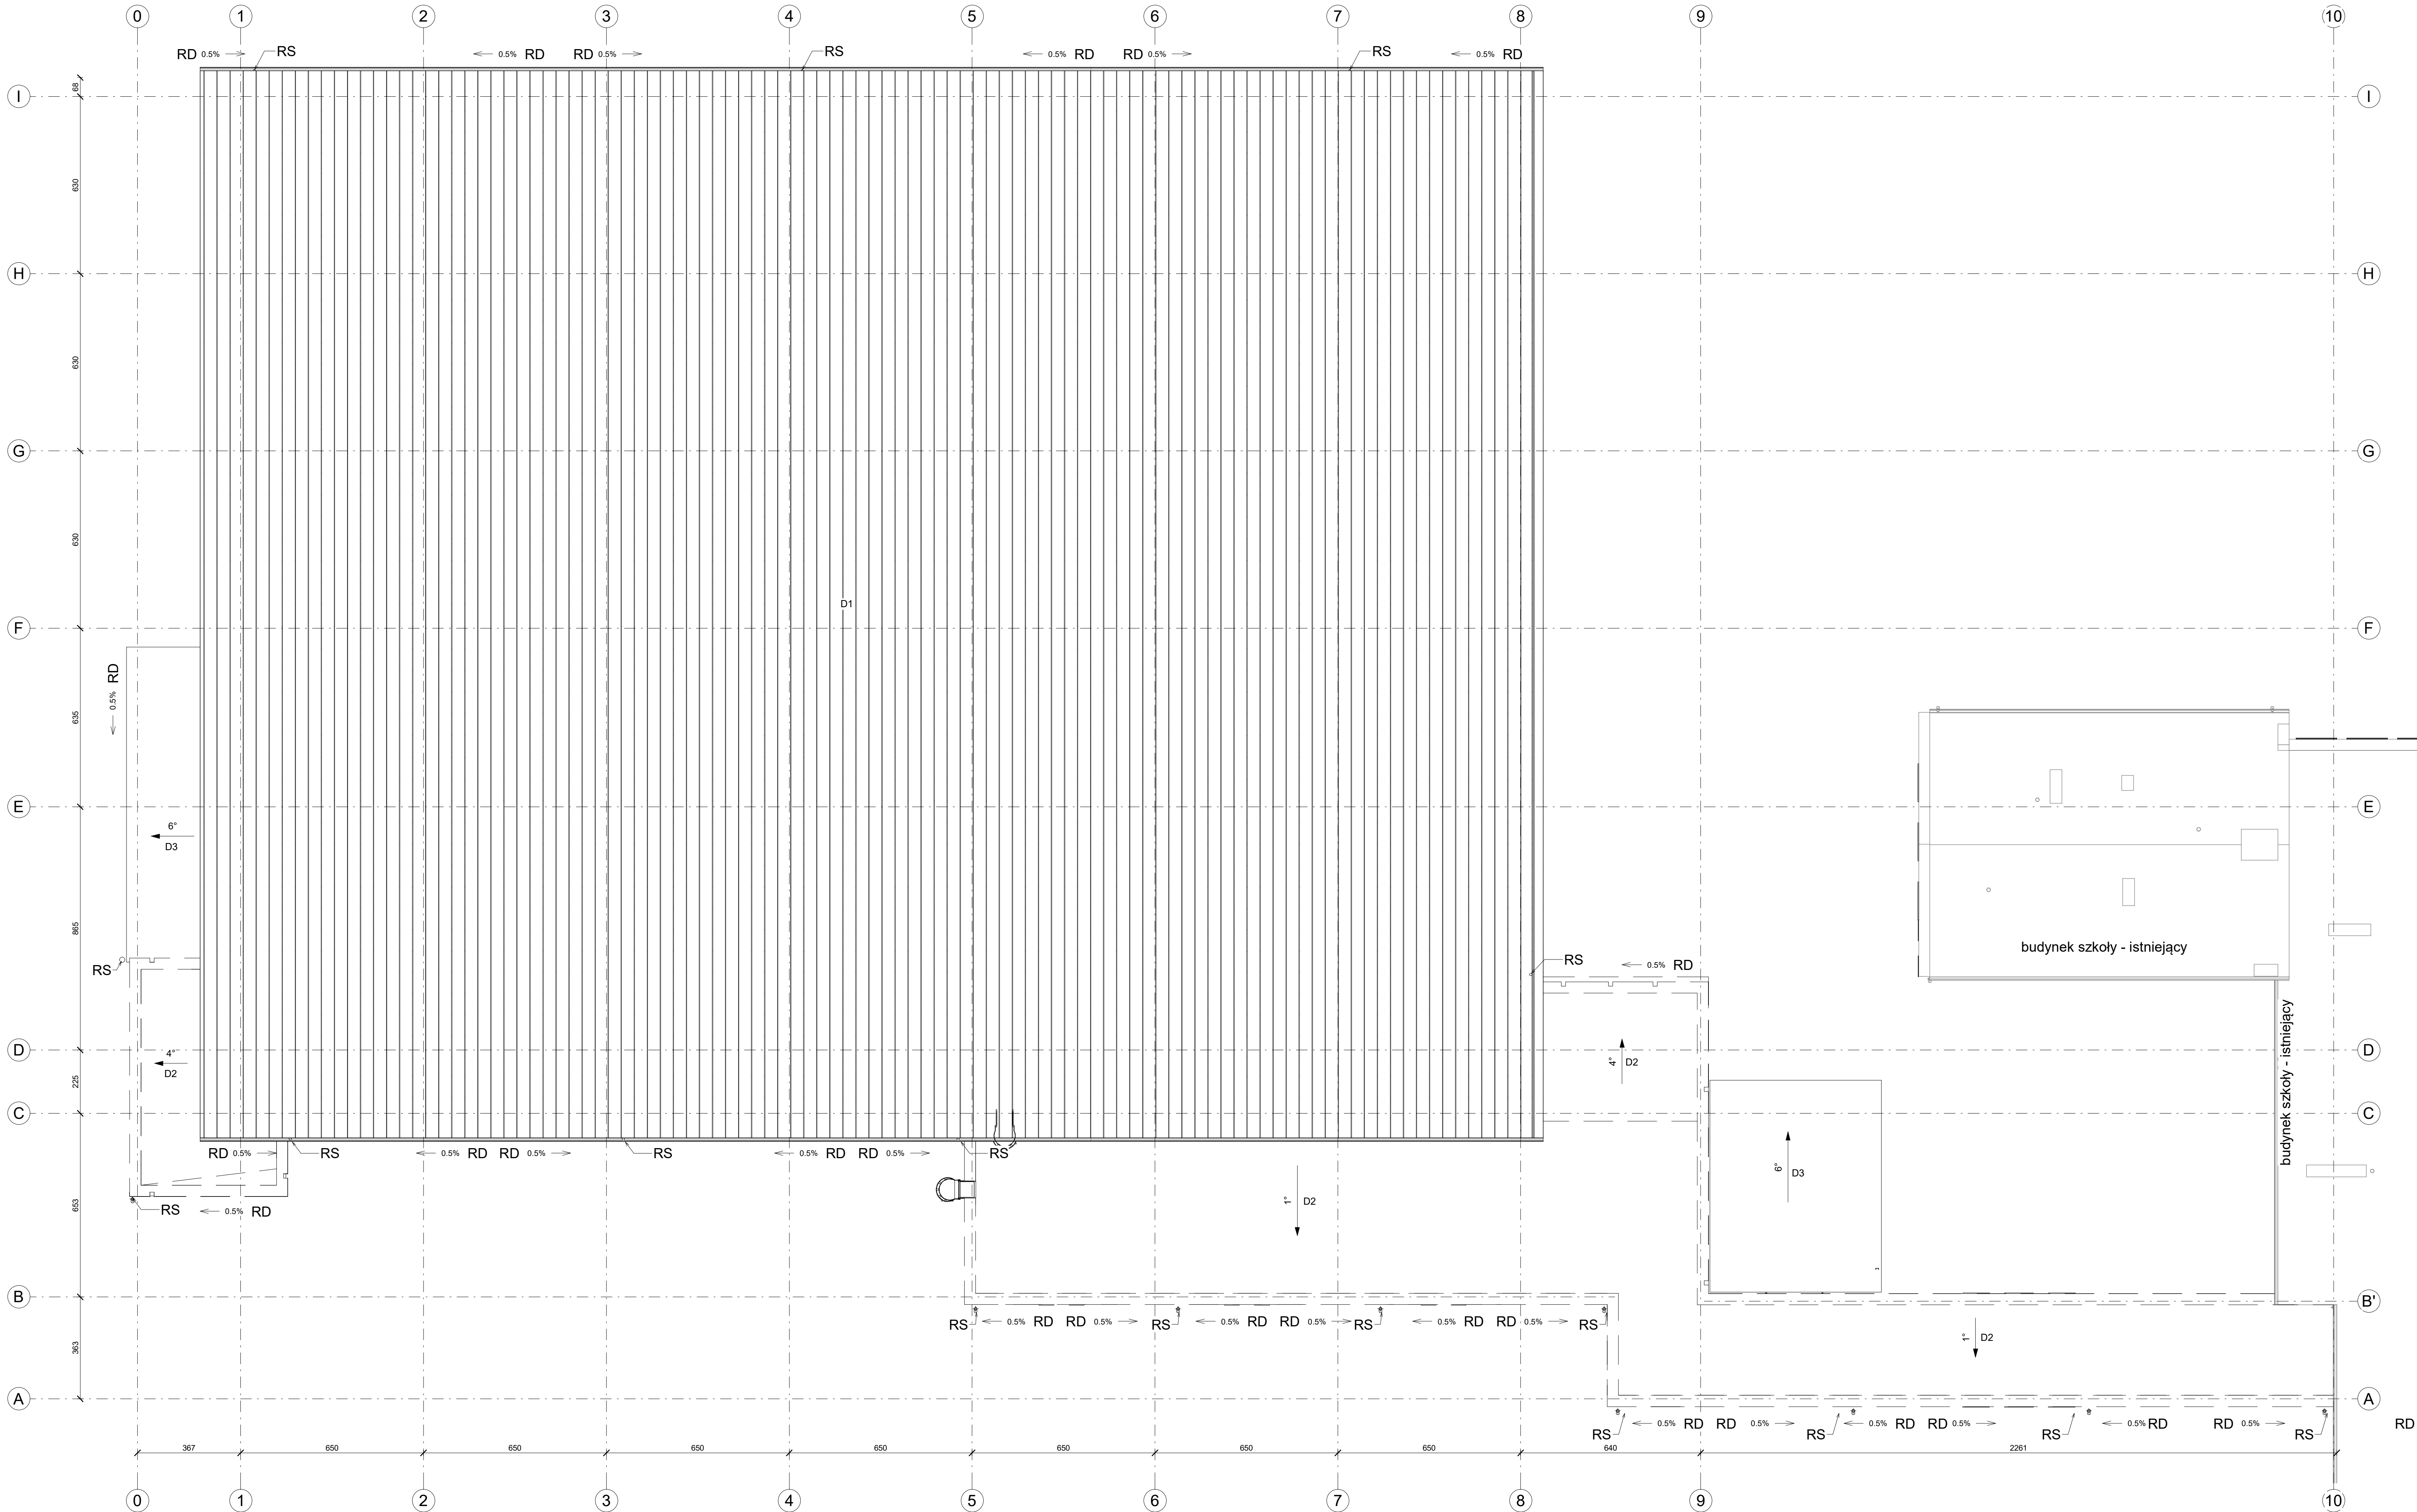 0 1 2 3 4 5 6 7 8 9 10
RD 0.5% RS 0.5% RD RD 0.5% RS 0.5% RD RD 0.5% RS 0.5% RD
68
I I
630
H H
630
G G
630
D1
F F
RD
0.5%
635
E E
6°
D3
865
budynek szkoły - istniejący
RS RS 0.5% RD
budynek szkoły - istniejący
D D
4°
D2
4°
D2
225
C C
RD 0.5% RS 0.5% RD RD 0.5% RS 0.5% RD RD 0.5% RS
6°
D3
1°
D2
653
RS 0.5% RD
B B'
RS 0.5% RD RD 0.5% RS 0.5% RD RD 0.5% RS 0.5% RD RD 0.5% RS
1°
D2
363
A A
RS 0.5% RD RD 0.5% RS 0.5% RD RD 0.5% RS 0.5% RD RD 0.5% RS RD
367 650 650 650 650 650 650 650 640 2261
0 1 2 3 4 5 6 7 8 9 10